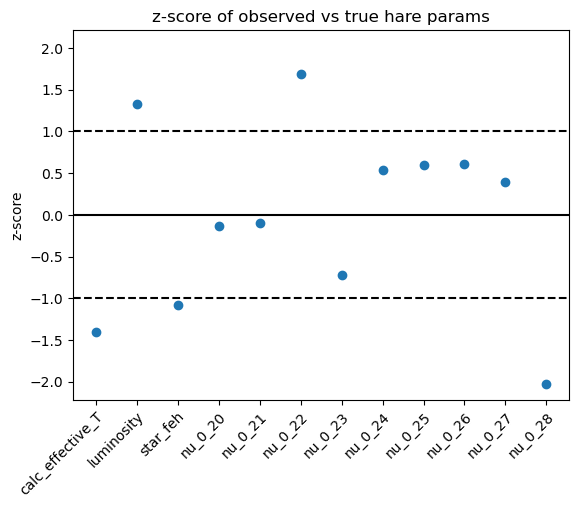 z-score of observed vs true hare params
z-score
2.0
1.5
1.0
0.5
0.0
−0.5
−1.0
−1.5
−2.0
calc_effective_T
luminosity
star_feh
nu_0_20
nu_0_21
nu_0_22
nu_0_23
nu_0_24
nu_0_25
nu_0_26
nu_0_27
nu_0_28